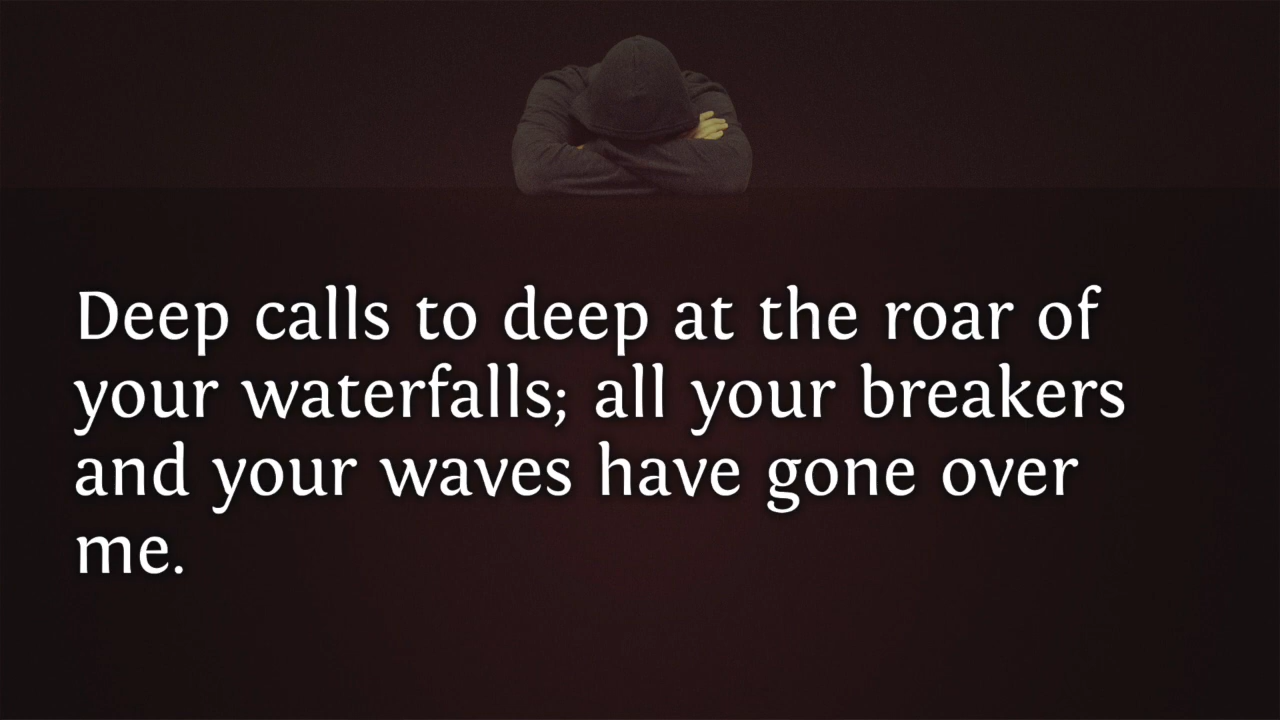 Deep calls to deep at the roar of
your waterfalls; all your breakers
and your waves have gone over
me.